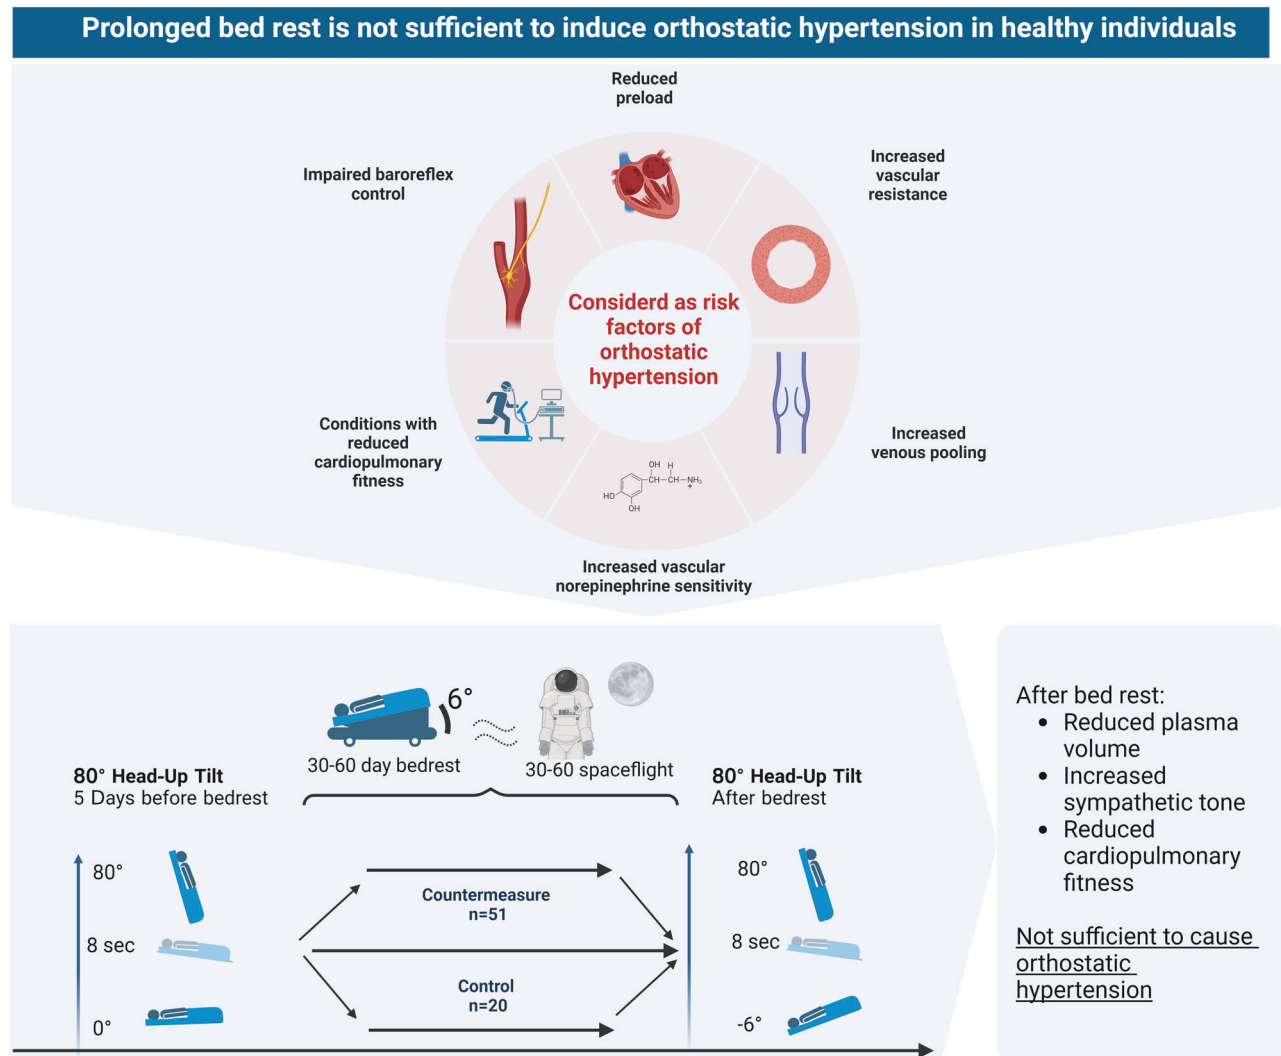 Prolonged bed rest is not sufficient to induce orthostatic hypertension in healthy individuals
Reduced
preload
Impaired baroreflex
control
Increased
vascular
resistance
Considerd as risk
factors of
orthostatic
hypertension
Conditions with
reduced
cardiopulmonary
fitness
Increased
venous pooling
OH H
CH-CH-NH₃
+
HO
OH
Increased vascular
norepinephrine sensitivity
6°
30-60 day bedrest
30-60 spaceflight
80° Head-Up Tilt
5 Days before bedrest
80°
8 sec
0°
Countermeasure
n=51
Control
n=20
80° Head-Up Tilt
After bedrest
80°
8 sec
-6°
After bed rest:
• Reduced plasma
volume
• Increased
sympathetic tone
• Reduced
cardiopulmonary
fitness
Not sufficient to cause
orthostatic
hypertension